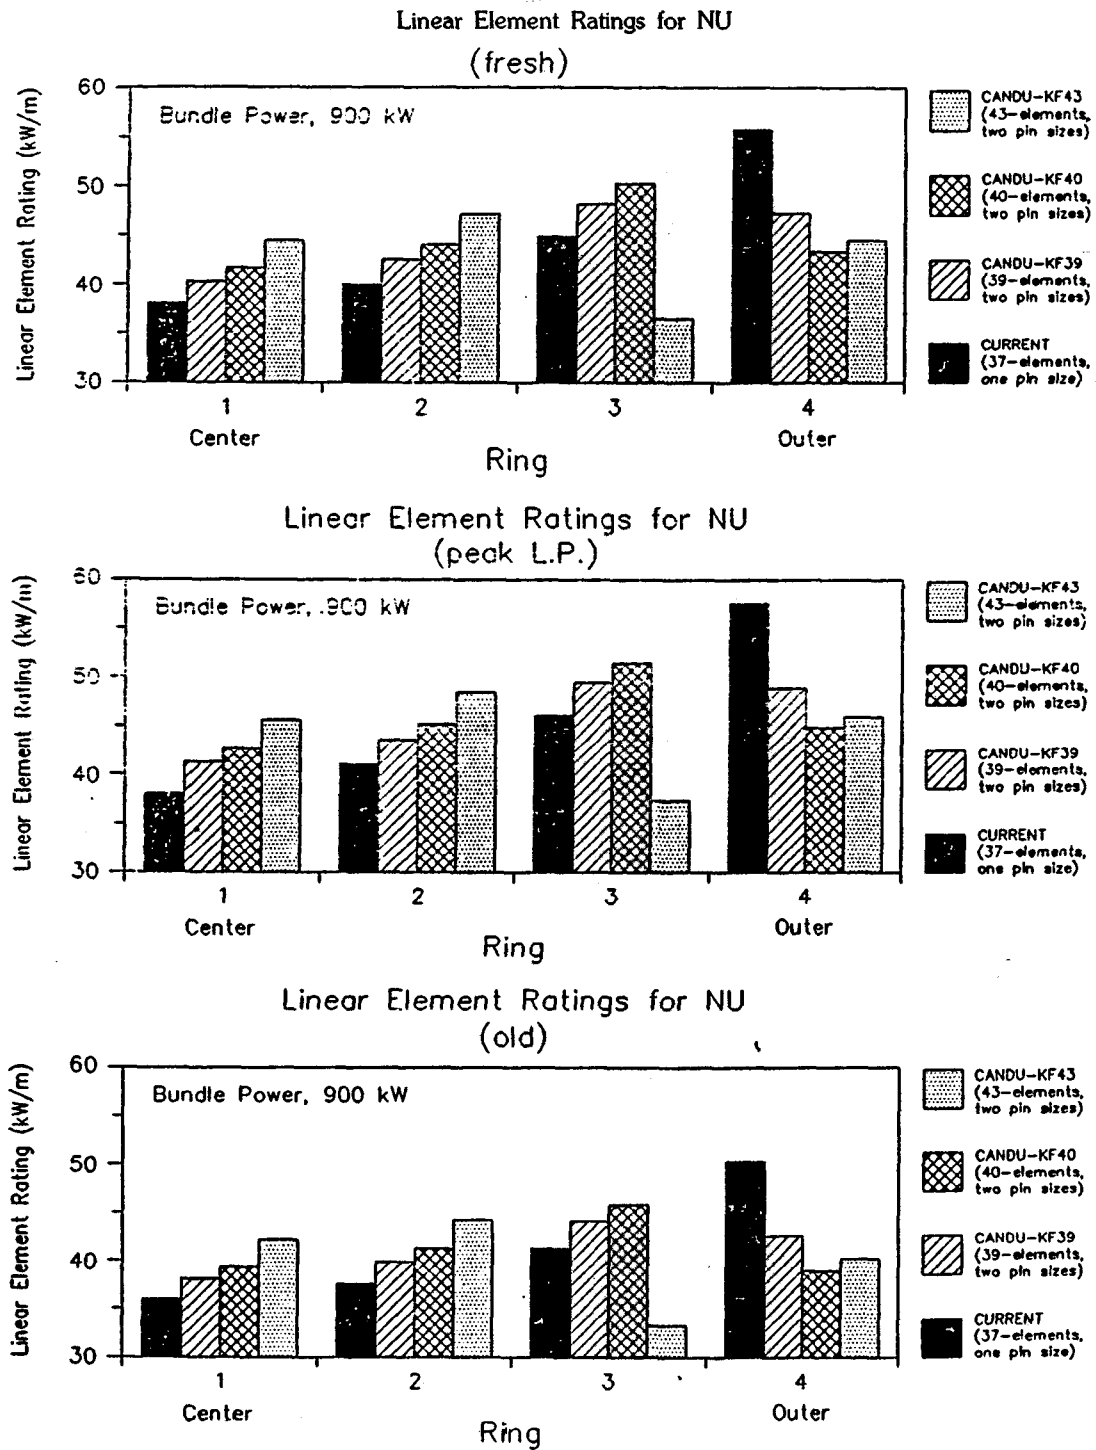 Linear Element Ratings for NU
(fresh)
Linear Element Rating (kW/m)
60
50
40
30
Bundle Power, 900 kW
1
2
3
4
Center
Outer
Ring
CANDU-KF43
(43-elements,
two pin sizes)
CANDU-KF40
(40-elements,
two pin sizes)
CANDU-KF39
(39-elements,
two pin sizes)
CURRENT
(37-elements,
one pin size)
Linear Element Ratings for NU
(peak L.P.)
Linear Element Rating (kW/m)
60
50
40
30
Bundle Power, .900 kW
1
2
3
4
Center
Outer
Ring
CANDU-KF43
(43-elements,
two pin sizes)
CANDU-KF40
(40-elements,
two pin sizes)
CANDU-KF39
(39-elements,
two pin sizes)
CURRENT
(37-elements,
one pin size)
Linear Element Ratings for NU
(old)
Linear Element Rating (kW/m)
60
50
40
30
Bundle Power, 900 kW
1
2
3
4
Center
Outer
Ring
CANDU-KF43
(43-elements,
two pin sizes)
CANDU-KF40
(40-elements,
two pin sizes)
CANDU-KF39
(39-elements,
two pin sizes)
CURRENT
(37-elements,
one pin size)